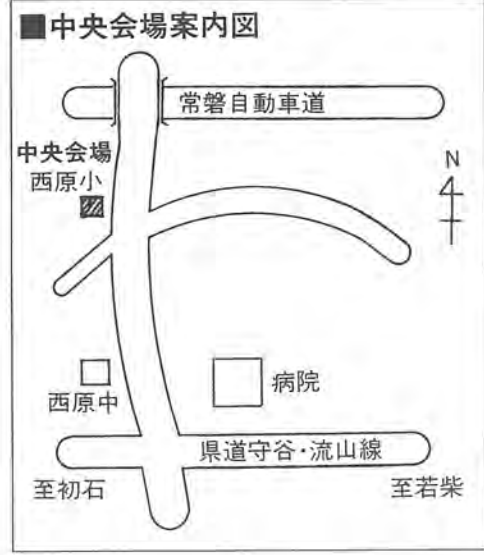 ■中央会場案内図
常磐自動車道
中央会場
西原小
N
西原中
病院
県道守谷・流山線
至初石
至若柴